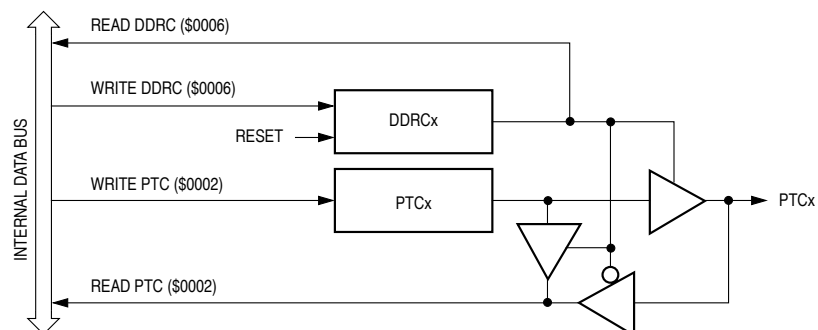 READ DDRC ($0006)
WRITE DDRC ($0006)
DDRCx
RESET
INTERNAL DATA BUS
WRITE PTC ($0002)
PTCx
PTCx
READ PTC ($0002)